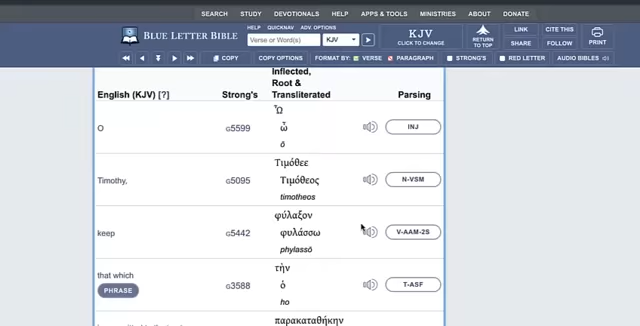 SEARCH STUDY DEVOTIONALS HELP APPS & TOOLS MINISTRIES ABOUT DONATE
BLUE LETTER BIBLE
HELP QUICKNAV ADV. OPTIONS
Verse or Word(s) KJV
KJV
CLICK TO CHANGE
RETURN
TO TOP
LINK CITE THIS
SHARE FOLLOW
PRINT
COPY COPY OPTIONS FORMAT BY: VERSE PARAGRAPH STRONG'S RED LETTER AUDIO BIBLES
English (KJV) [?] Strong's Inflected,
Root &
Transliterated Parsing
Ὦ
O G5599 ὦ INJ
ō
Τιμόθεε
Timothy, G5095 Τιμόθεος N-VSM
timotheos
φύλαξον
keep G5442 φυλάσσω V-AAM-2S
phylassō
τὴν
that which
PHRASE G3588 ὁ T-ASF
ho
παρακαταθήκην